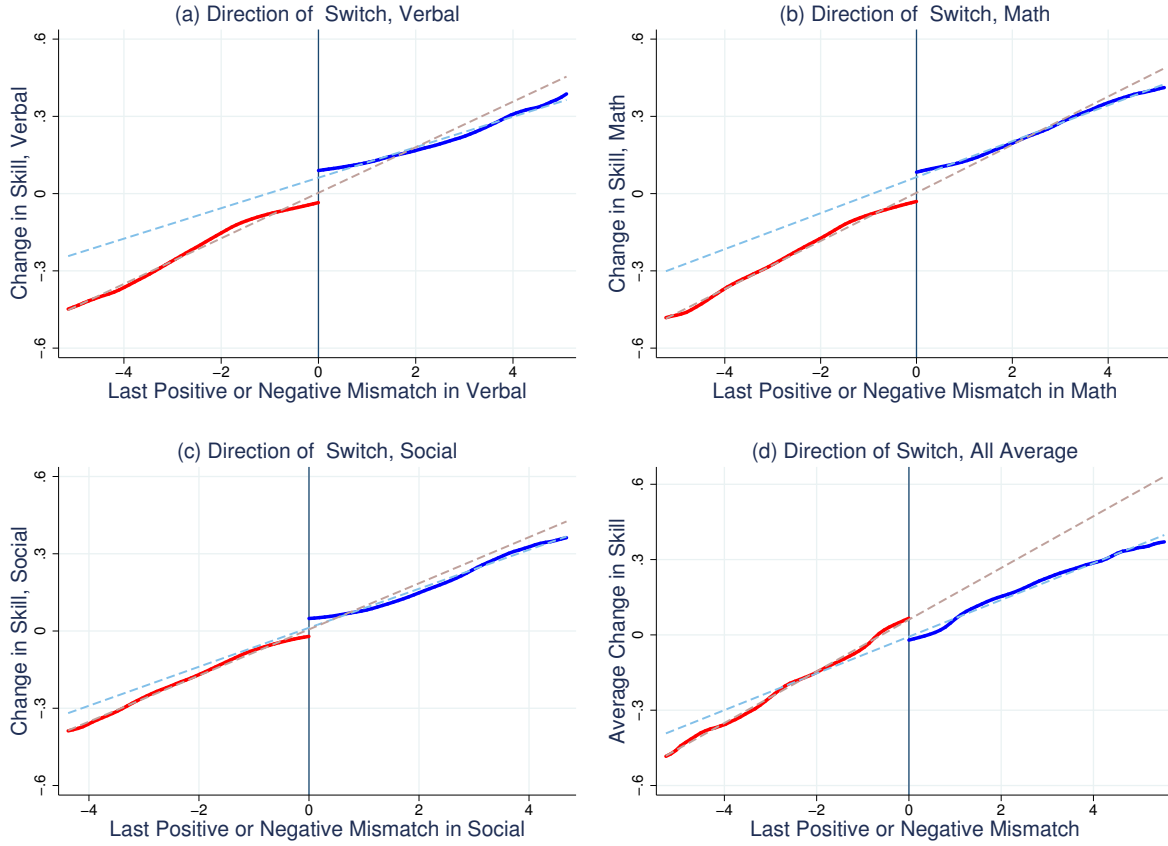 (a) Direction of Switch, Verbal
Change in Skill, Verbal
.6
.3
0
−.3
−.6
−4 −2 0 2 4
Last Positive or Negative Mismatch in Verbal
(b) Direction of Switch, Math
Change in Skill, Math
.6
.3
0
−.3
−.6
−4 −2 0 2 4
Last Positive or Negative Mismatch in Math
(c) Direction of Switch, Social
Change in Skill, Social
.6
.3
0
−.3
−.6
−4 −2 0 2 4
Last Positive or Negative Mismatch in Social
(d) Direction of Switch, All Average
Average Change in Skill
.6
.3
0
−.3
−.6
−4 −2 0 2 4
Last Positive or Negative Mismatch